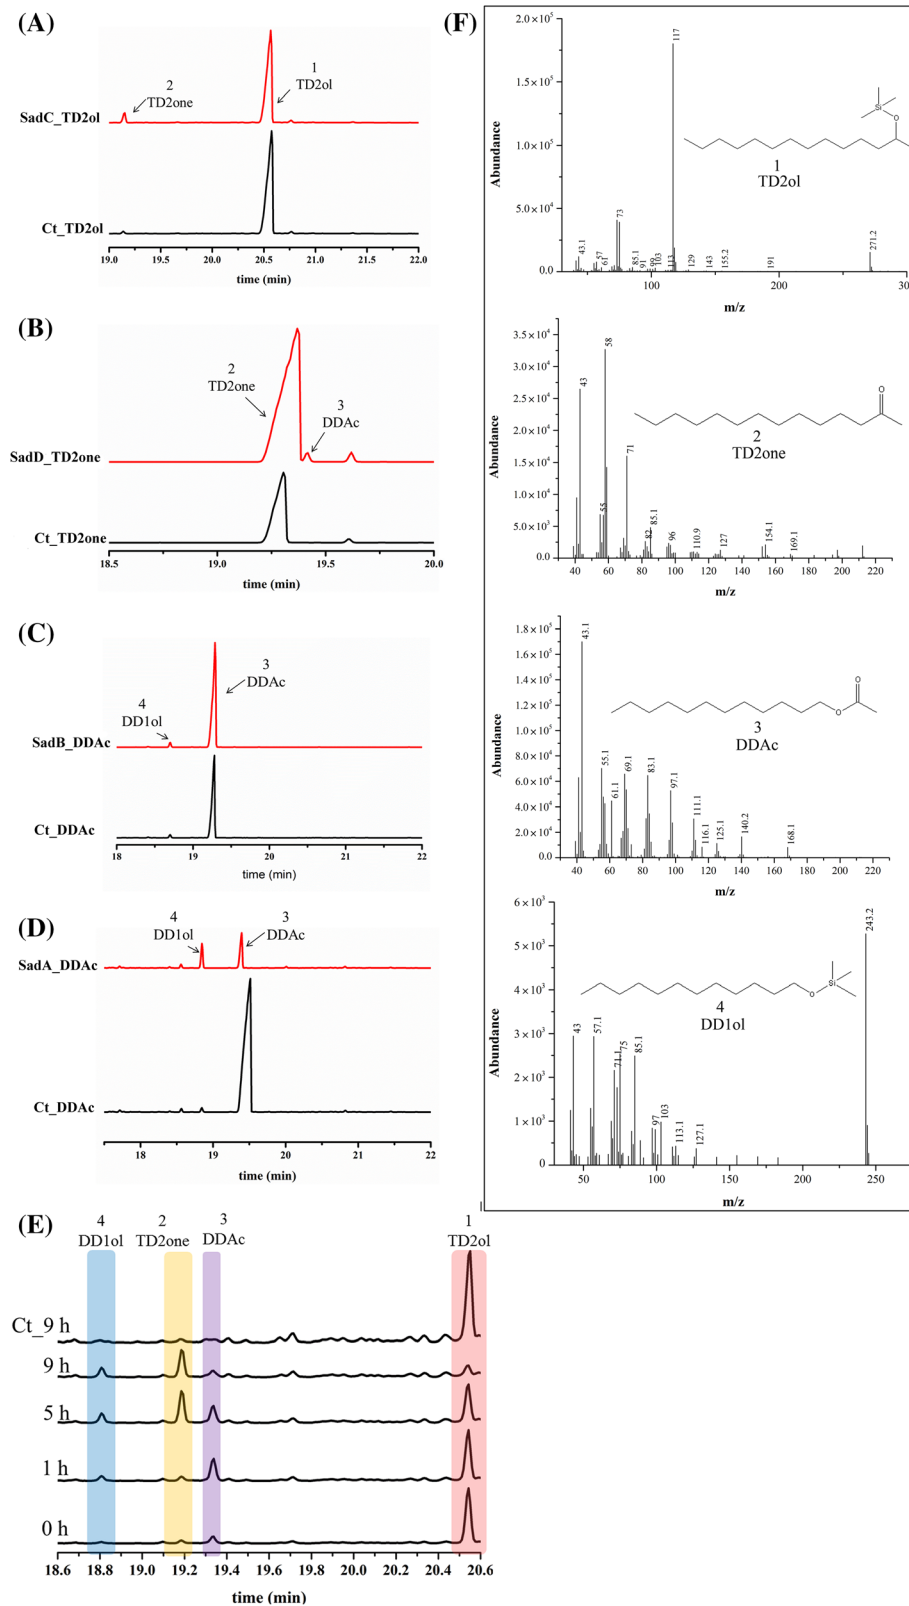 (A)
2
TD2one
1
TD2ol
SadC_TD2ol
Ct_TD2ol
19.0 19.5 20.0 20.5 21.0 21.5 22.0
time (min)
(B)
2
TD2one
3
DDAc
SadD_TD2one
Ct_TD2one
19.0 19.2 19.4 19.6 19.8 20.0
time (min)
(C)
4
DD1ol
3
DDAc
SadB_DDAc
Ct_DDAc
18 19 20 21 22
time (min)
(D)
4
DD1ol
3
DDAc
SadA_DDAc
Ct_DDAc
18 19 20 21 22
time (min)
(E)
4 2 3 1
DD1ol TD2one DDAc TD2ol
Ct_9 h
9 h
5 h
1 h
0 h
18.6 18.8 19.0 19.2 19.4 19.6 19.8 20.0 20.2 20.4 20.6
time (min)
(F)
Abundance
2.0×10⁵
1.5×10⁵
1.0×10⁵
5.0×10⁴
0.0
43.1 57 61 73 85.1 91 99 103 113 117 129 143 155.2 191 271.2
Si
O
1
TD2ol
100 200 300
m/z
Abundance
3.5×10⁴
3.0×10⁴
2.5×10⁴
2.0×10⁴
1.5×10⁴
1.0×10⁴
5.0×10³
0.0
43 55 58 71 82 85.1 96 110.9 127 154.1 169.1
O
2
TD2one
40 60 80 100 120 140 160 180 200 220
m/z
Abundance
1.8×10⁵
1.6×10⁵
1.4×10⁵
1.2×10⁵
1.0×10⁵
8.0×10⁴
6.0×10⁴
4.0×10⁴
2.0×10⁴
0.0
43.1 55.1 61.1 69.1 83.1 97.1 111.1 116.1 125.1 140.2 168.1
O
O
3
DDAc
40 60 80 100 120 140 160 180 200 220
m/z
Abundance
6×10³
5×10³
4×10³
3×10³
2×10³
1×10³
0
43 57.1 71.1 75 85.1 97 103 113.1 127.1 243.2
O Si
4
DD1ol
50 100 150 200 250
m/z